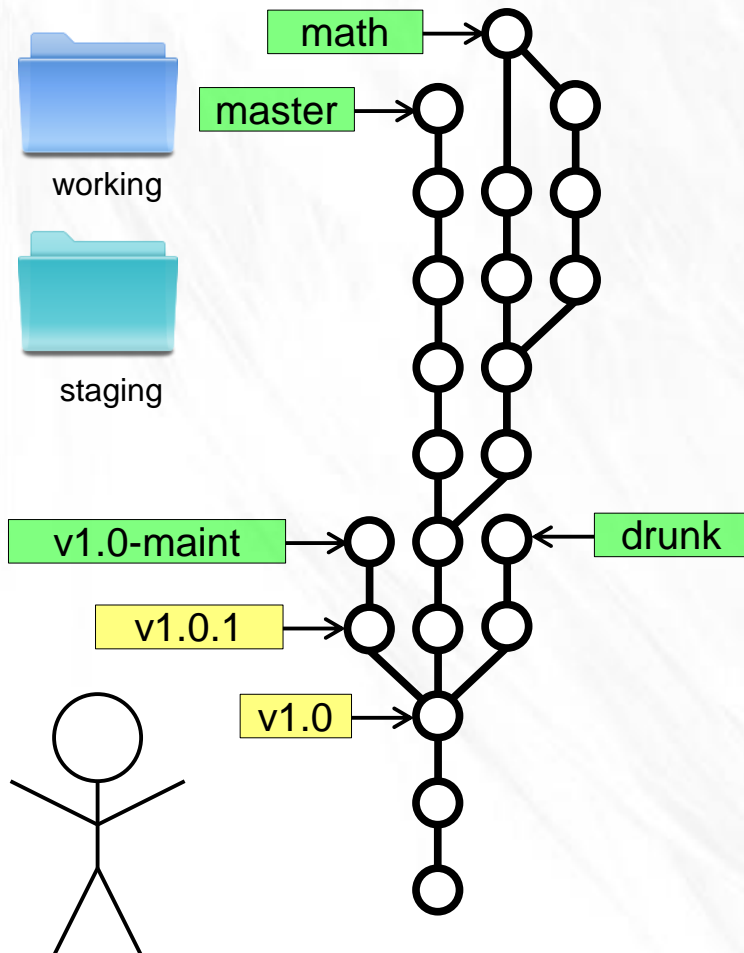 math
master
working
staging
v1.0-maint
drunk
v1.0.1
v1.0